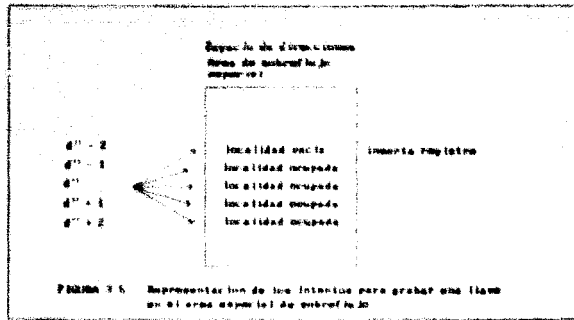 Espacio de direcciones
Area de sobreflujo
especial
d'' - 2 localidad vacia inserta registro
d'' - 1 localidad ocupada
d'' localidad ocupada
d'' + 1 localidad ocupada
d'' + 2 localidad ocupada
FIGURA 3.5 Representacion de los intentos para grabar una llave
en el area especial de sobreflujo